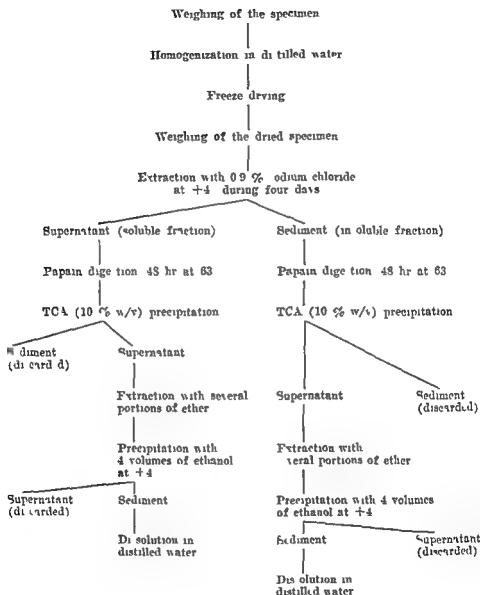 Weighing of the specimen
Homogenization in di tilled water
Freeze drying
Weighing of the dried specimen
Extraction with 0 9 % odium chloride
at +4 during four days
Supernatant (soluble fraction)
Sediment (in oluble fraction)
Papain dige tion 48 hr at 63
Papain dige tion 48 hr at 63
TCA (10 % w/v) precipitation
TCA (10 % w/v) precipitation
diment
(di card d)
Supernatant
Extraction with several
portions of ether
Supernatant
Sediment
(discarded)
Precipitation with
4 volumes of ethanol
at +4
Extraction with
veral portions of ether
Supernatant
(di carded)
Sediment
Precipitation with 4 volumes
of ethanol at +4
Di solution in
distilled water
Sediment
Supernatant
(discarded)
Dis olution in
distilled water